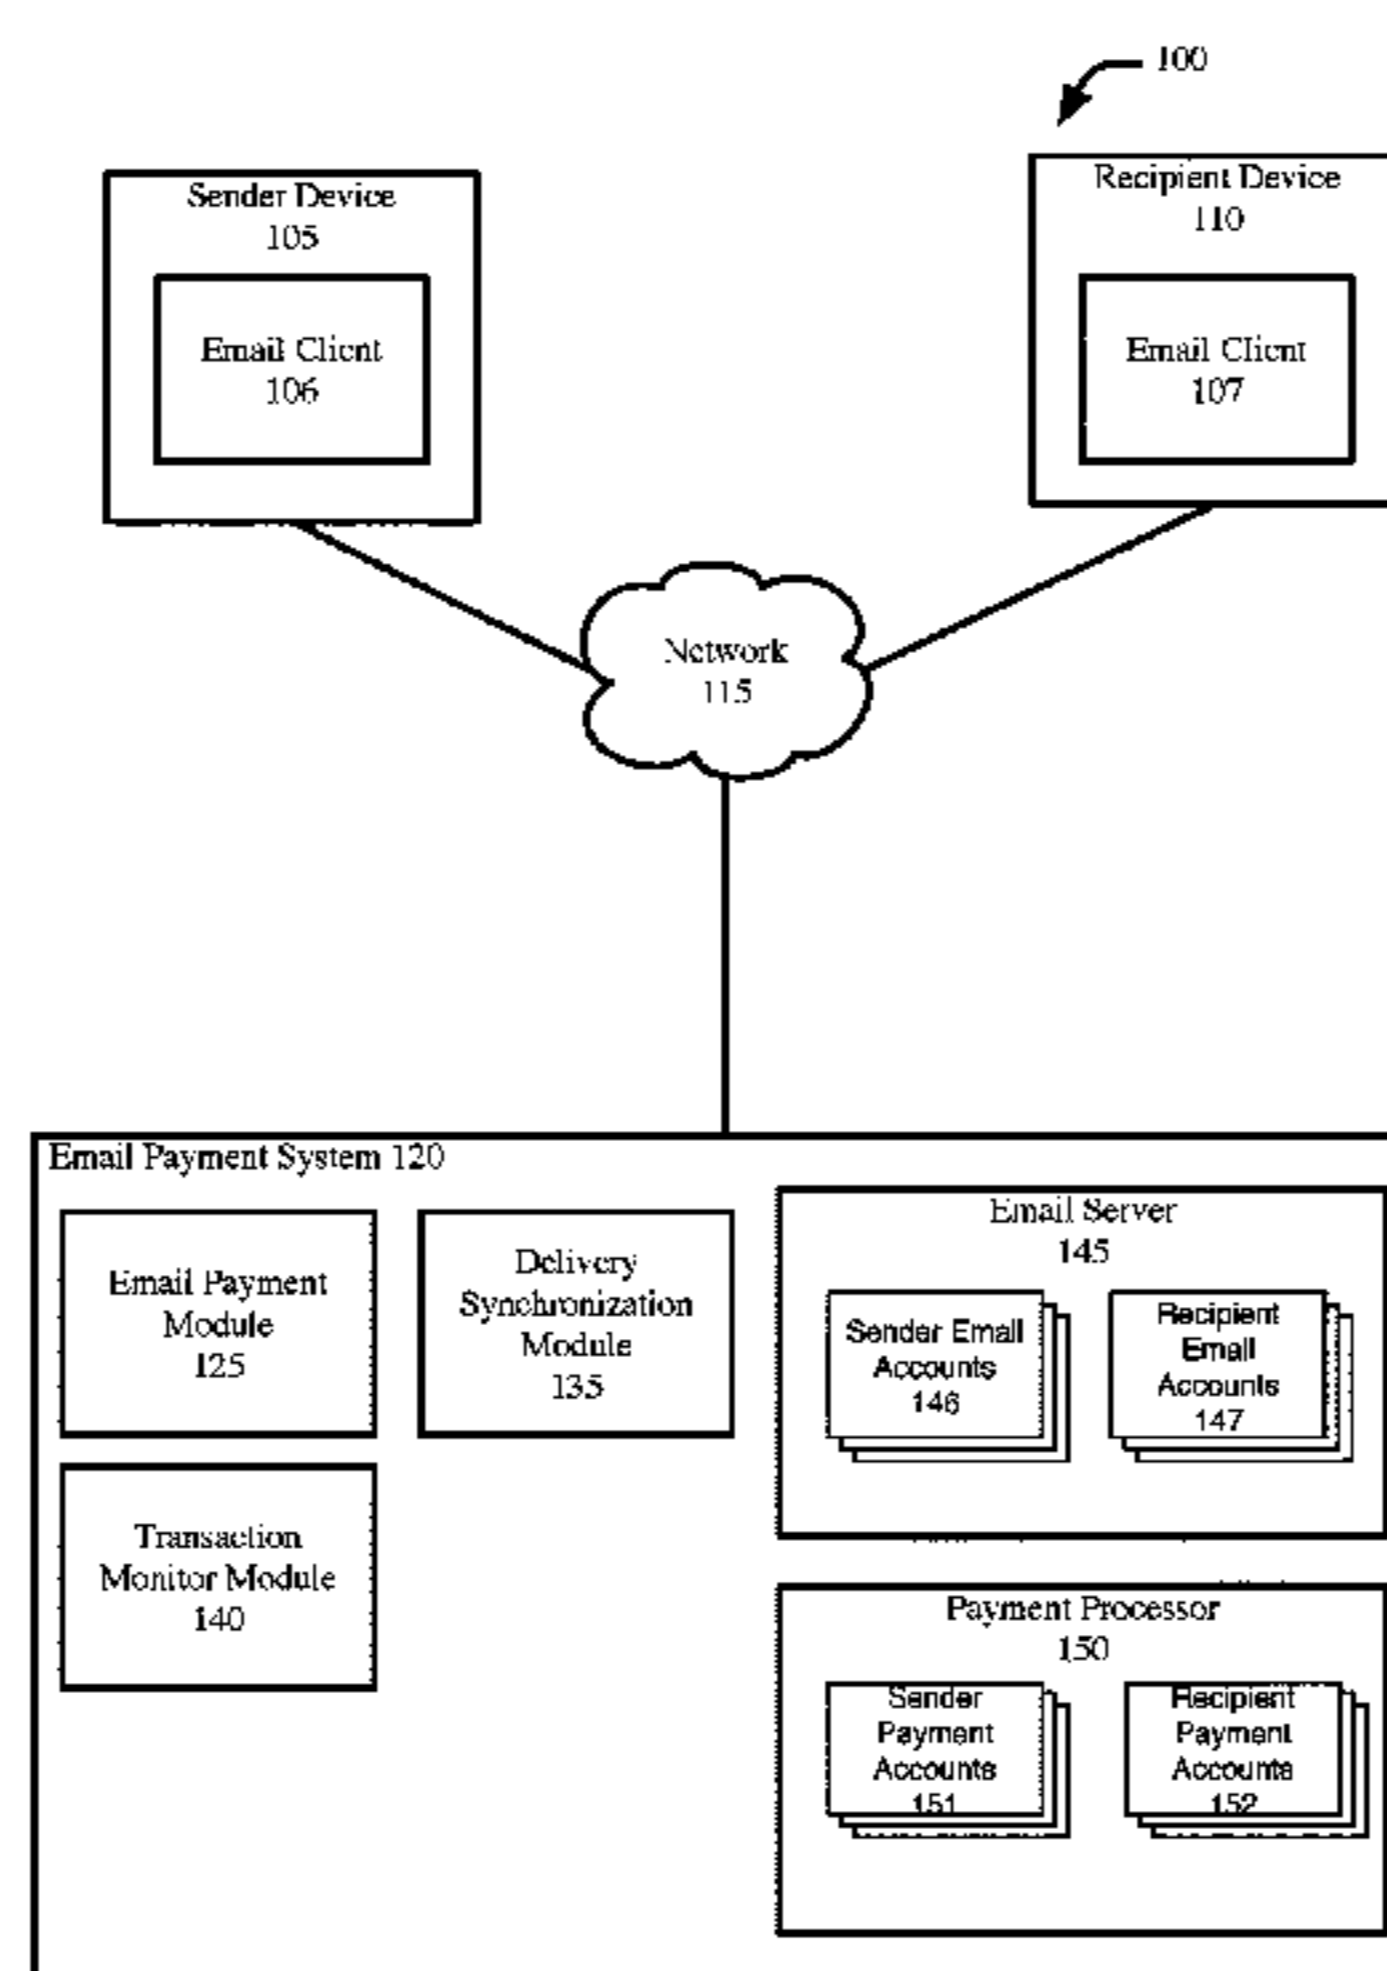 100
Sender Device
105
Email Client
106
Recipient Device
110
Email Client
107
Network
115
Email Payment System 120
Email Payment
Module
125
Delivery
Synchronization
Module
135
Transaction
Monitor Module
140
Email Server
145
Sender Email
Accounts
146
Recipient
Email
Accounts
147
Payment Processor
150
Sender
Payment
Accounts
151
Recipient
Payment
Accounts
152